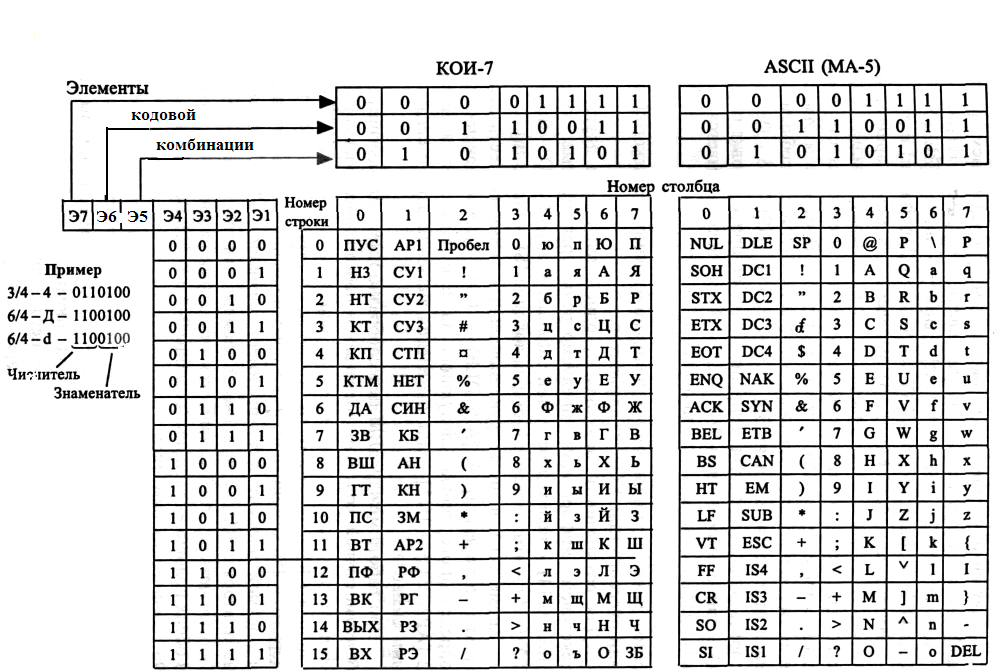 КОИ-7 ASCII (МА-5)
Элементы
0 0 0 0 1 1 1 1 0 0 0 0 1 1 1 1
кодовой
0 0 1 1 0 0 1 1 0 0 1 1 0 0 1 1
комбинации
0 1 0 1 0 1 0 1 0 1 0 1 0 1 0 1
Номер столбца
Э7 Э6 Э5 Э4 Э3 Э2 Э1 Номер строки 0 1 2 3 4 5 6 7 0 1 2 3 4 5 6 7
0 0 0 0 0 ПУС АР1 Пробел 0 ю п Ю П NUL DLE SP 0 @ P \ P
0 0 0 1 1 НЗ СУ1 ! 1 а я А Я SOH DC1 ! 1 A Q a q
0 0 1 0 2 НТ СУ2 ” 2 б р Б Р STX DC2 ” 2 B R b r
0 0 1 1 3 КТ СУ3 # 3 ц с Ц С ETX DC3 3 C S c s
0 1 0 0 4 КП СТП ¤ 4 д т Д Т EOT DC4 $ 4 D T d t
0 1 0 1 5 КТМ НЕТ % 5 е у Е У ENQ NAK % 5 E U e u
0 1 1 0 6 ДА СИН & 6 Ф ж Ф Ж ACK SYN & 6 F V f v
0 1 1 1 7 ЗВ КБ ′ 7 г в Г В BEL ETB ′ 7 G W g w
1 0 0 0 8 ВШ АН ( 8 х ь Х Ь BS CAN ( 8 H X h x
1 0 0 1 9 ГТ КН ) 9 и ы И Ы HT EM ) 9 I Y i y
1 0 1 0 10 ПС ЗМ * : й з Й З LF SUB * : J Z j z
1 0 1 1 11 ВТ АР2 + ; к ш К Ш VT ESC + ; K [ k {
1 1 0 0 12 ПФ РФ , < л э Л Э FF IS4 , < L ˅ l I
1 1 0 1 13 ВК РГ – + м щ М Щ CR IS3 – + M ] m }
1 1 1 0 14 ВЫХ РЗ . > н ч Н Ч SO IS2 . > N ^ n -
1 1 1 1 15 ВХ РЭ / ? о ъ О ЗБ SI IS1 / ? O – o DEL
Пример
3/4 – 4 – 0110100
6/4 – Д – 1100100
6/4 – d – 1100100
Числитель
Знаменатель